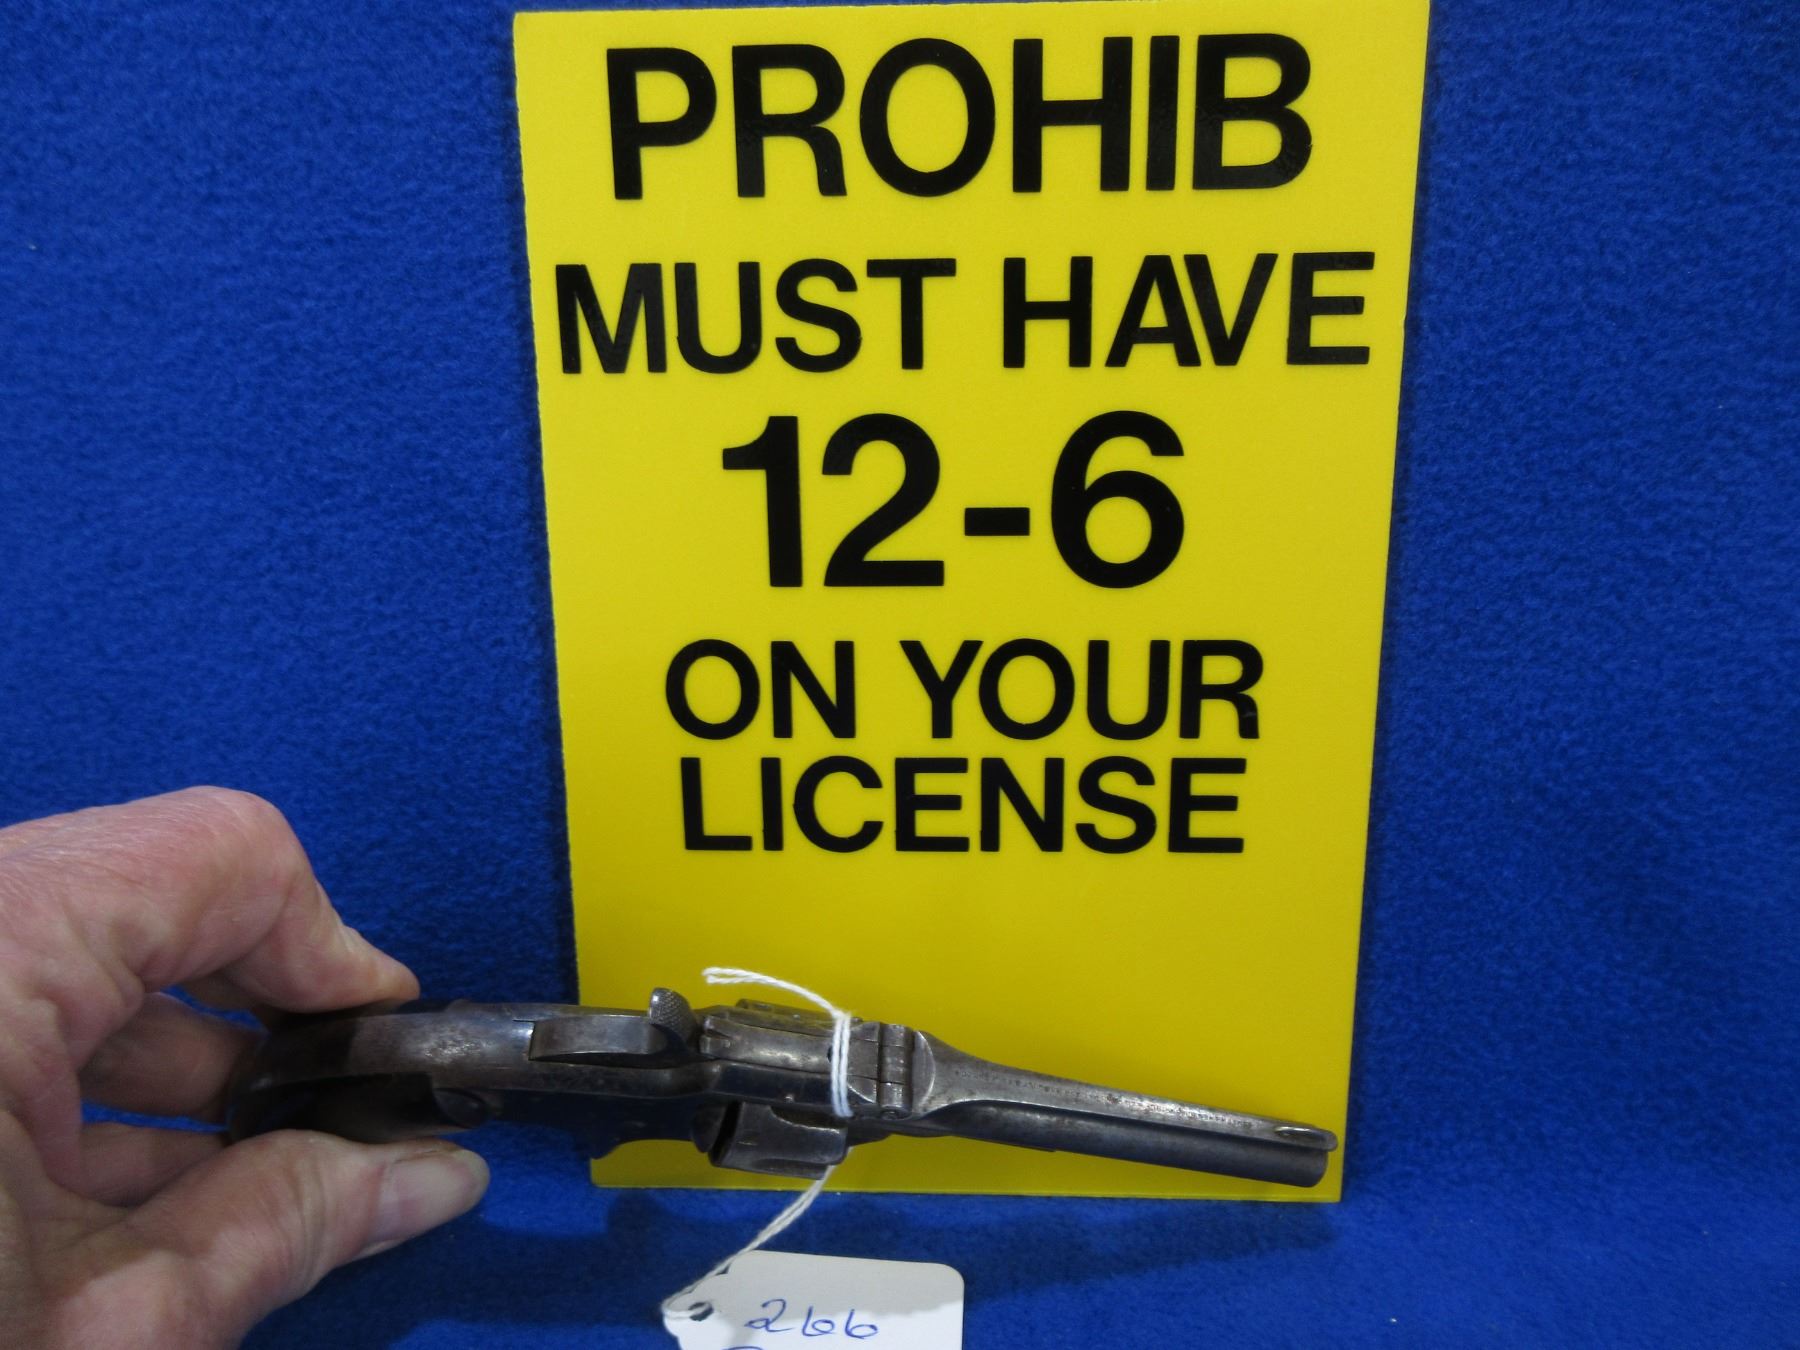 PROHIB
MUST HAVE
12-6
ON YOUR
LICENSE
266